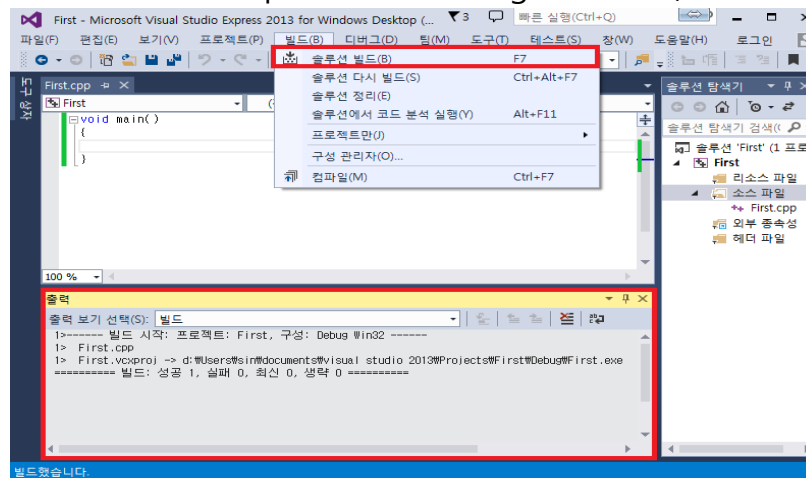 First - Microsoft Visual Studio Express 2013 for Windows Desktop (... 3 빠른 실행(Ctrl+Q)
파일(F) 편집(E) 보기(V) 프로젝트(P) 빌드(B) 디버그(D) 팀(M) 도구(T) 테스트(S) 창(W) 도움말(H) 로그인
솔루션 빌드(B) F7
솔루션 다시 빌드(S) Ctrl+Alt+F7
솔루션 정리(E)
솔루션에서 코드 분석 실행(Y) Alt+F11
프로젝트만(J)
구성 관리자(O)...
컴파일(M) Ctrl+F7
도구 상자
First.cpp
First
void main()
{
}
100 %
솔루션 탐색기
솔루션 탐색기 검색(
솔루션 'First' (1 프로
First
리소스 파일
소스 파일
First.cpp
외부 종속성
헤더 파일
출력
출력 보기 선택(S): 빌드
1>------ 빌드 시작: 프로젝트: First, 구성: Debug Win32 ------
1> First.cpp
1> First.vcxproj -> d:₩Users₩sin₩documents₩visual studio 2013₩Projects₩First₩Debug₩First.exe
========== 빌드: 성공 1, 실패 0, 최신 0, 생략 0 ==========
빌드했습니다.